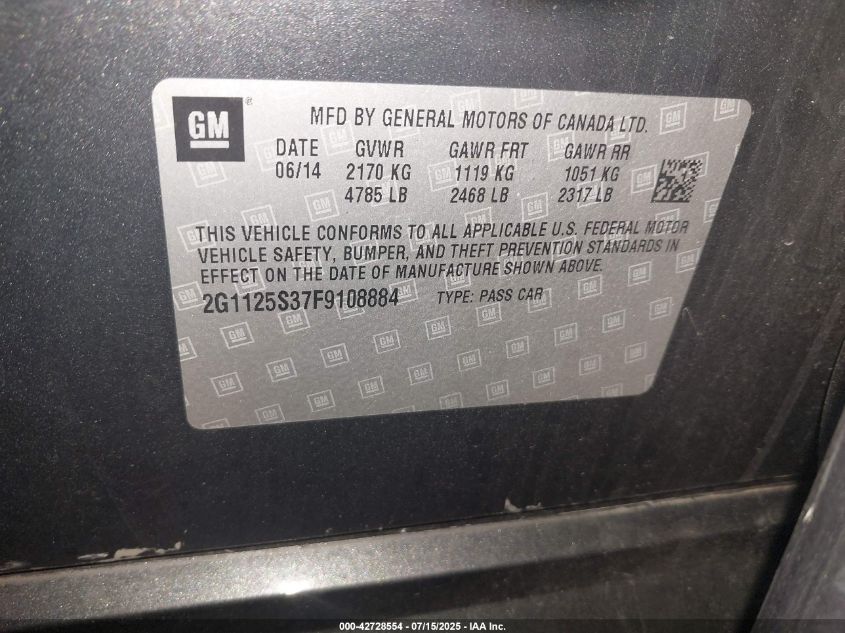 GM®
MFD BY GENERAL MOTORS OF CANADA LTD.
DATE GVWR GAWR FRT GAWR RR
06/14 2170 KG 1119 KG 1051 KG
4785 LB 2468 LB 2317 LB
THIS VEHICLE CONFORMS TO ALL APPLICABLE U.S. FEDERAL MOTOR
VEHICLE SAFETY, BUMPER, AND THEFT PREVENTION STANDARDS IN
EFFECT ON THE DATE OF MANUFACTURE SHOWN ABOVE.
2G1125S37F9108884 TYPE: PASS CAR
000-42728554 - 07/15/2025 - IAA Inc.